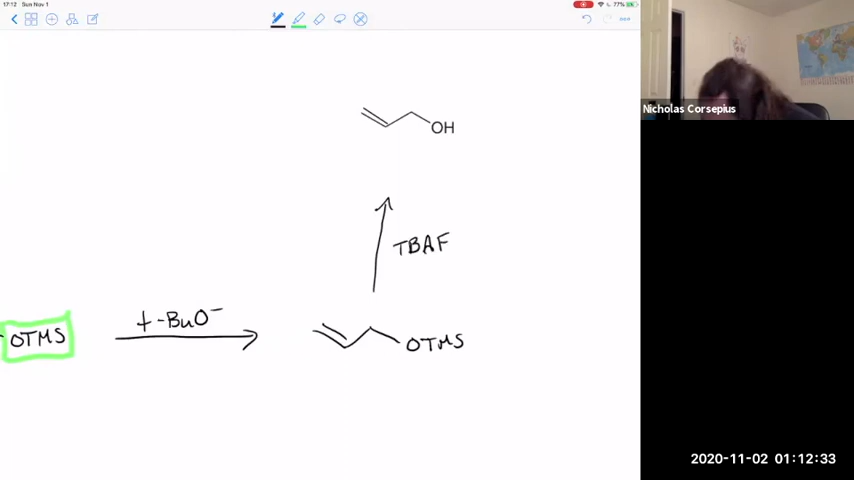 17:12 Sun Nov 1
77%
Nicholas Corsepius
OH
TBAF
OTMS
t-BuO⁻
OTMS
2020-11-02 01:12:33